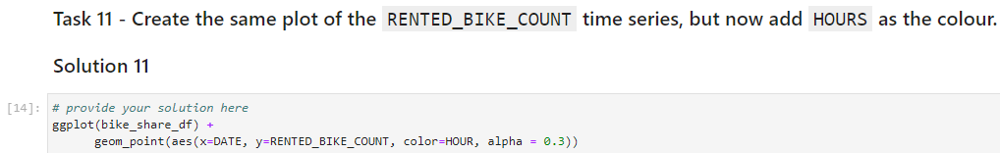 Task 11 - Create the same plot of the RENTED_BIKE_COUNT time series, but now add HOURS as the colour.
Solution 11
[14]: # provide your solution here
ggplot(bike_share_df) +
geom_point(aes(x=DATE, y=RENTED_BIKE_COUNT, color=HOUR, alpha = 0.3))